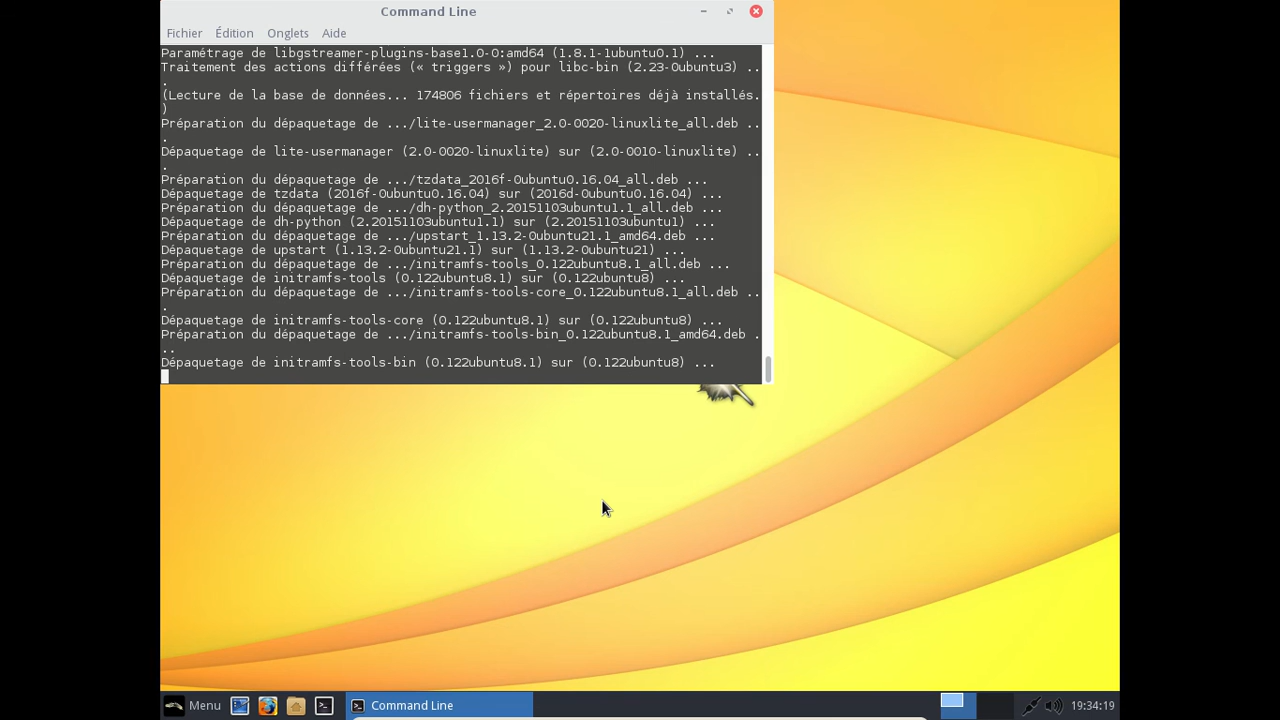 Command Line
Fichier Édition Onglets Aide
Paramétrage de libgstreamer-plugins-base1.0-0:amd64 (1.8.1-1ubuntu0.1) ...
Traitement des actions différées (« triggers ») pour libc-bin (2.23-0ubuntu3) ..
.
(Lecture de la base de données... 174806 fichiers et répertoires déjà installés.
)
Préparation du dépaquetage de .../lite-usermanager_2.0-0020-linuxlite_all.deb ..
.
Dépaquetage de lite-usermanager (2.0-0020-linuxlite) sur (2.0-0010-linuxlite) ..
.
Préparation du dépaquetage de .../tzdata_2016f-0ubuntu0.16.04_all.deb ...
Dépaquetage de tzdata (2016f-0ubuntu0.16.04) sur (2016d-0ubuntu0.16.04) ...
Préparation du dépaquetage de .../dh-python_2.20151103ubuntu1.1_all.deb ...
Dépaquetage de dh-python (2.20151103ubuntu1.1) sur (2.20151103ubuntu1) ...
Préparation du dépaquetage de .../upstart_1.13.2-0ubuntu21.1_amd64.deb ...
Dépaquetage de upstart (1.13.2-0ubuntu21.1) sur (1.13.2-0ubuntu21) ...
Préparation du dépaquetage de .../initramfs-tools_0.122ubuntu8.1_all.deb ...
Dépaquetage de initramfs-tools (0.122ubuntu8.1) sur (0.122ubuntu8) ...
Préparation du dépaquetage de .../initramfs-tools-core_0.122ubuntu8.1_all.deb ..
.
Dépaquetage de initramfs-tools-core (0.122ubuntu8.1) sur (0.122ubuntu8) ...
Préparation du dépaquetage de .../initramfs-tools-bin_0.122ubuntu8.1_amd64.deb .
..
Dépaquetage de initramfs-tools-bin (0.122ubuntu8.1) sur (0.122ubuntu8) ...
Menu Command Line 19:34:19